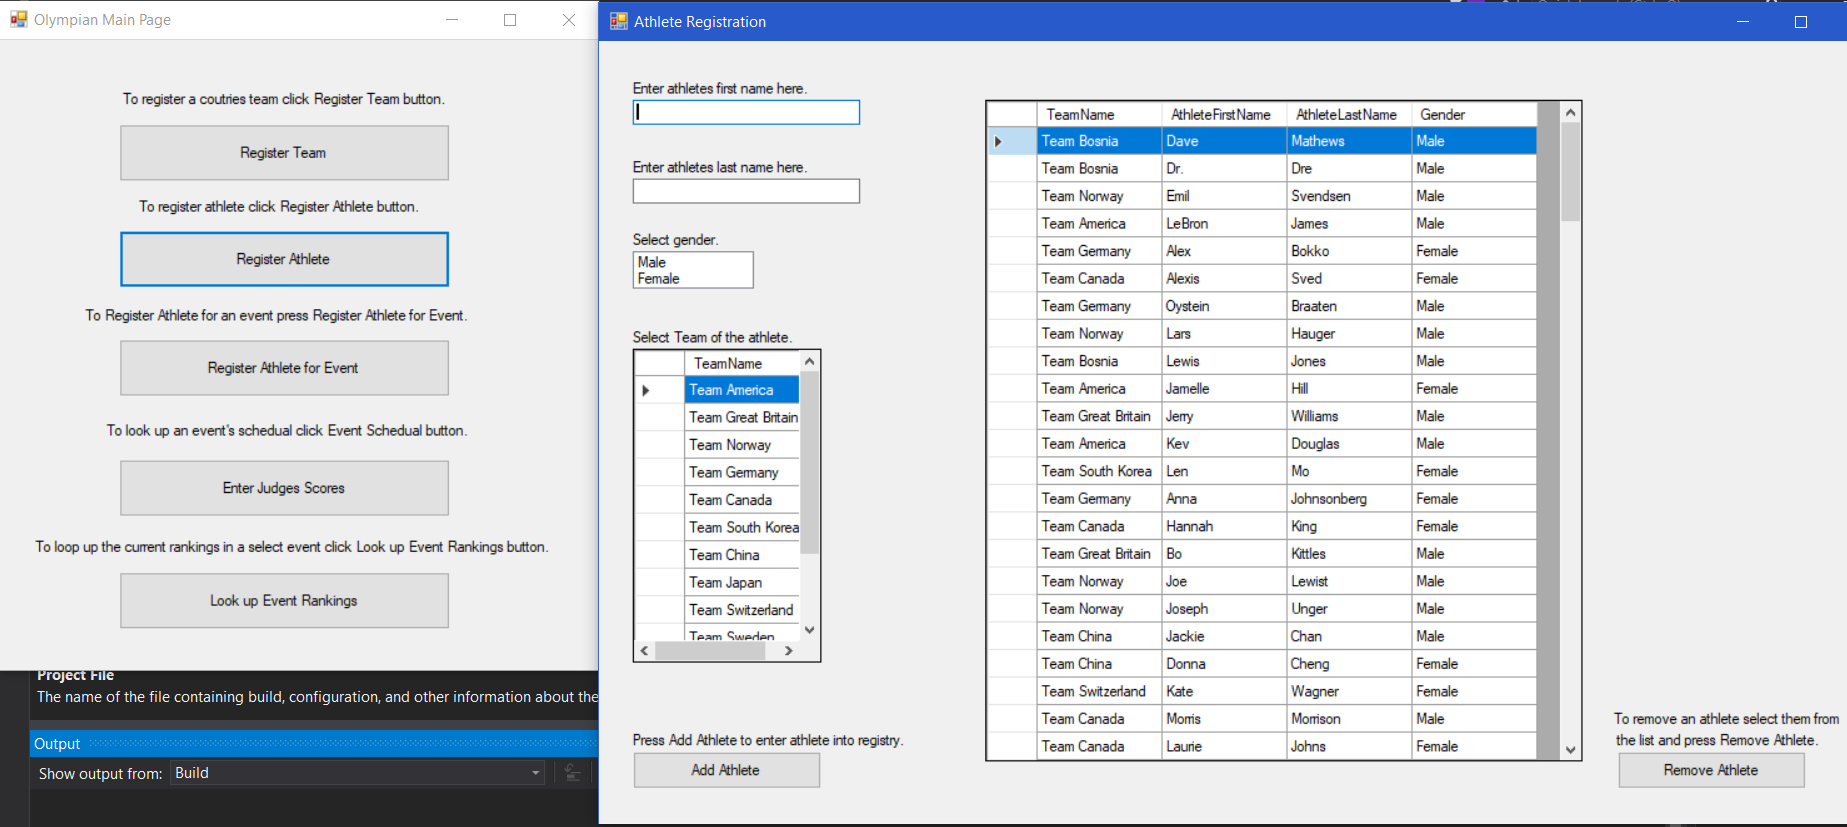 Olympian Main Page
To register a coutries team click Register Team button.
Register Team
To register athlete click Register Athlete button.
Register Athlete
To Register Athlete for an event press Register Athlete for Event.
Register Athlete for Event
To look up an event's schedual click Event Schedual button.
Enter Judges Scores
To loop up the current rankings in a select event click Look up Event Rankings button.
Look up Event Rankings
Project File
The name of the file containing build, configuration, and other information about the
Output
Show output from: Build
Athlete Registration
Enter athletes first name here.
Enter athletes last name here.
Select gender.
Male
Female
Select Team of the athlete.
TeamName
Team America
Team Great Britain
Team Norway
Team Germany
Team Canada
Team South Korea
Team China
Team Japan
Team Switzerland
Team Sweden
Press Add Athlete to enter athlete into registry.
Add Athlete
TeamName AthleteFirstName AthleteLastName Gender
Team Bosnia Dave Mathews Male
Team Bosnia Dr. Dre Male
Team Norway Emil Svendsen Male
Team America LeBron James Male
Team Germany Alex Bokko Female
Team Canada Alexis Sved Female
Team Germany Oystein Braaten Male
Team Norway Lars Hauger Male
Team Bosnia Lewis Jones Male
Team America Jamelle Hill Female
Team Great Britain Jerry Williams Male
Team America Kev Douglas Male
Team South Korea Len Mo Female
Team Germany Anna Johnsonberg Female
Team Canada Hannah King Female
Team Great Britain Bo Kittles Male
Team Norway Joe Lewist Male
Team Norway Joseph Unger Male
Team China Jackie Chan Male
Team China Donna Cheng Female
Team Switzerland Kate Wagner Female
Team Canada Morris Morrison Male
Team Canada Laurie Johns Female
To remove an athlete select them from
the list and press Remove Athlete.
Remove Athlete